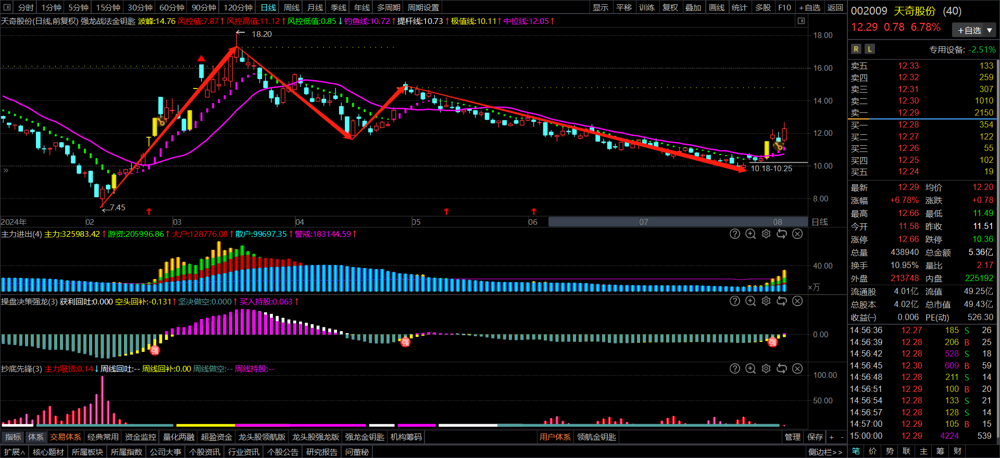 分时 1分钟 5分钟 15分钟 30分钟 60分钟 90分钟 120分钟 日线 周线 月线 季线 年线 多周期 周期设置 显示 平移 训练 复权 叠加 画线 统计 多股 F10 +自选 返回
天奇股份(日线,前复权) 强龙战法金钥匙 波峰:14.76 风控值:7.87↑ 风控高值:11.12↑ 风控低值:0.85↓ 钓鱼线:10.72↑ 提杆线:10.73↑ 极值线:10.11↑ 中位线:12.05↑
18.20
18.00
16.00
14.00
12.00
10.00
8.00
10.18-10.25
7.45
»
2024年 02 03 04 05 06 07 08 日线
主力进出(4) 主力:325983.42↑ 游资:205996.86↑ 大户:128776.08↑ 散户:99697.35↑ 警戒:183144.59↑
40.00
×万
操盘决策强龙(3) 获利回吐:0.000 空头回补:-0.131↑ 坚决做空:0.000↑ 买入持股:0.063↑
0.00
强 强 强
抄底先锋(3) 主力吸货:0.14↓ 周线回吐:-- 周线回补:0.00 周线做空:-- 周线持股:--
100.00
50.00
指标 体系 交易体系 经典常用 资金监控 量化两融 超盈资金 龙头股领航版 龙头股强龙版 强龙金钥匙 机构筹码 用户体系 领航金钥匙 管理 保存 + -
扩展∧ 核心题材 所属板块 所属指数 公司大事 个股资讯 行业资讯 个股公告 研究报告 问董秘 侧边栏>>
002009 天奇股份 (40)
12.29 0.78 6.78% +自选 ▼
R L 专用设备: -2.51%
卖五 12.33 133
卖四 12.32 259
卖三 12.31 307
卖二 12.30 1010
卖一 12.29 2150
买一 12.28 354
买二 12.27 122
买三 12.26 55
买四 12.25 102
买五 12.24 19
最新 12.29 均价 12.20
涨幅 +6.78% 涨跌 +0.78
最高 12.66 最低 11.49
今开 11.58 昨收 11.51
涨停 12.66 跌停 10.36
总量 438940 总金额 5.36亿
换手 10.95% 量比 2.17
外盘 213748 内盘 225192
流通股 4.01亿 流值 49.25亿
总股本 4.02亿 总市值 49.43亿
收益㈠ 0.006 PE(动) 526.30
14:56:36 12.27 185 S 26
14:56:39 12.28 206 B 25
14:56:42 12.28 528 S 18
14:56:45 12.30 609 B 59
14:56:48 12.28 211 S 14
14:56:51 12.29 100 B 20
14:56:54 12.28 133 S 21
14:56:57 12.28 128 S 14
14:57:00 12.29 105 B 15
15:00:00 12.29 4224 539
笔 价 势 联 主 筹 财